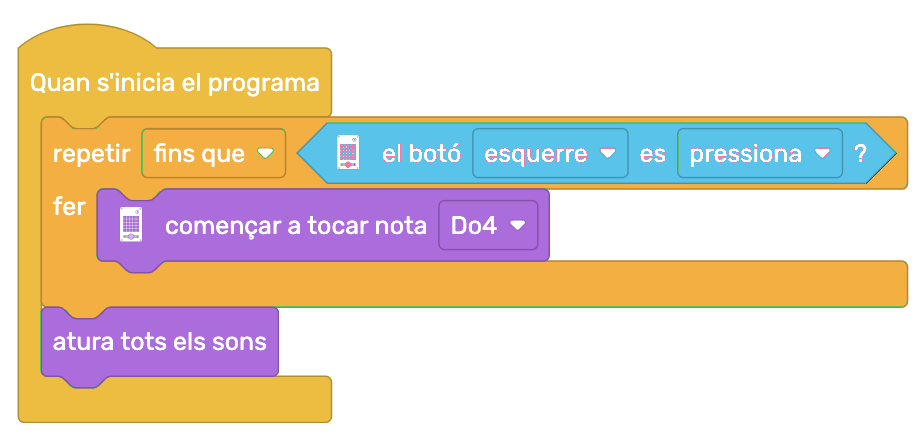 Quan s'inicia el programa
repetir fins que el botó esquerre es pressiona ?
fer
començar a tocar nota Do4
atura tots els sons